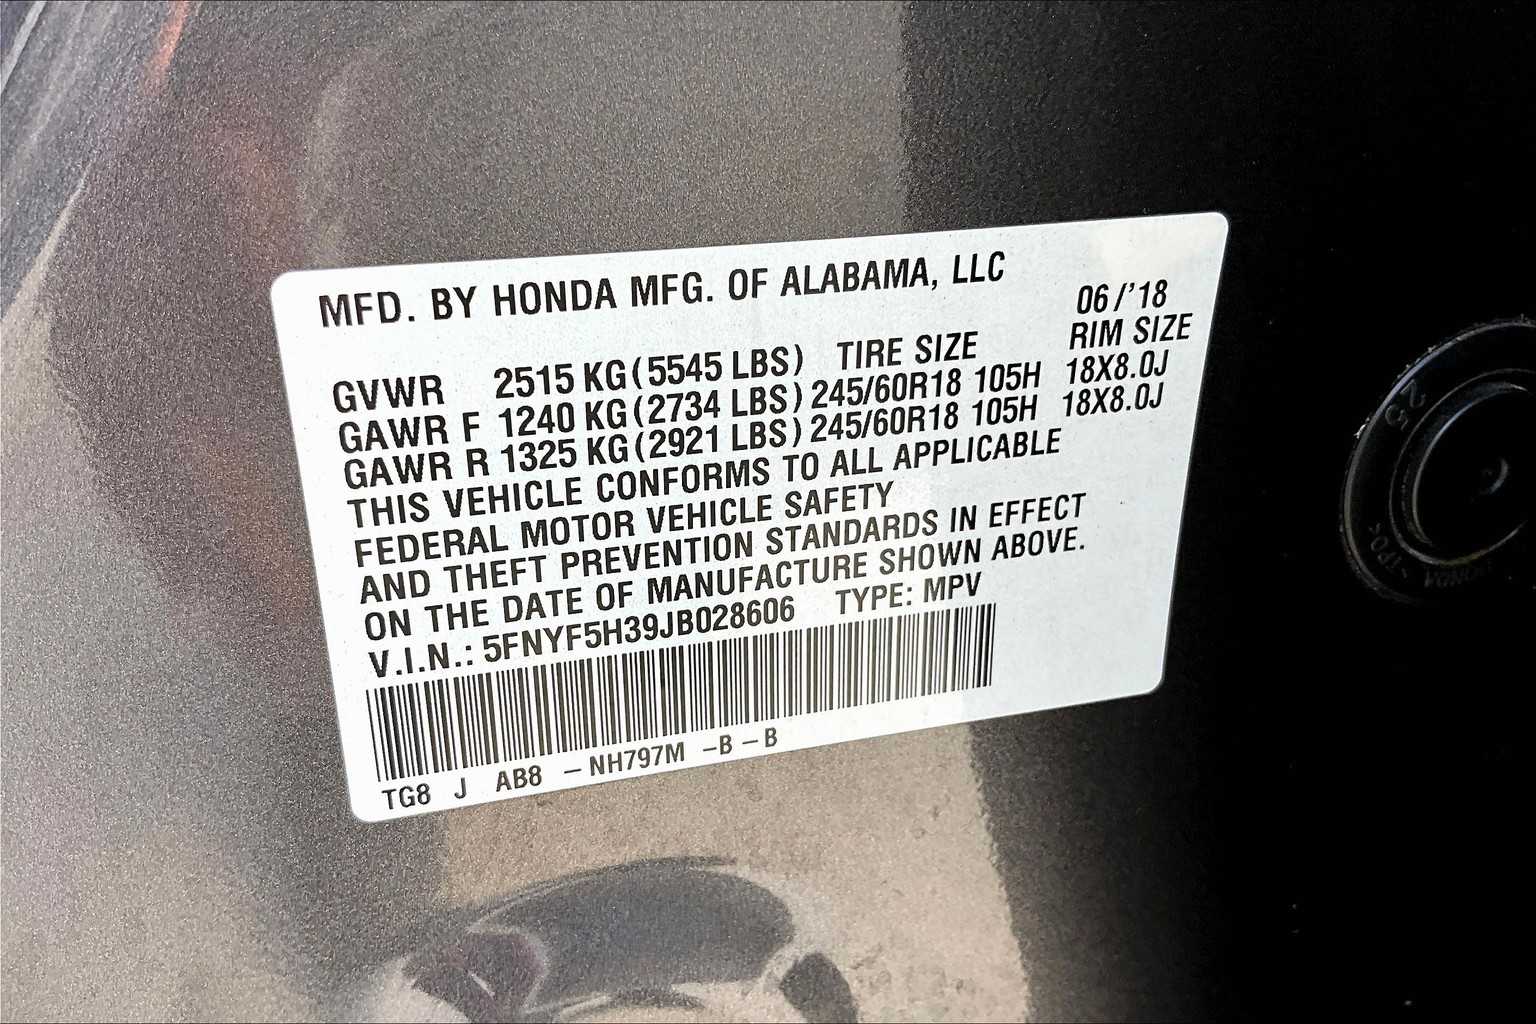 MFD. BY HONDA MFG. OF ALABAMA, LLC
06/'18
GVWR 2515 KG(5545 LBS) TIRE SIZE RIM SIZE
GAWR F 1240 KG(2734 LBS) 245/60R18 105H 18X8.0J
GAWR R 1325 KG(2921 LBS) 245/60R18 105H 18X8.0J
THIS VEHICLE CONFORMS TO ALL APPLICABLE
FEDERAL MOTOR VEHICLE SAFETY
AND THEFT PREVENTION STANDARDS IN EFFECT
ON THE DATE OF MANUFACTURE SHOWN ABOVE.
V.I.N.: 5FNYF5H39JB028606 TYPE: MPV
TG8 J AB8 –NH797M –B–B
25
>TPO<
HONDA